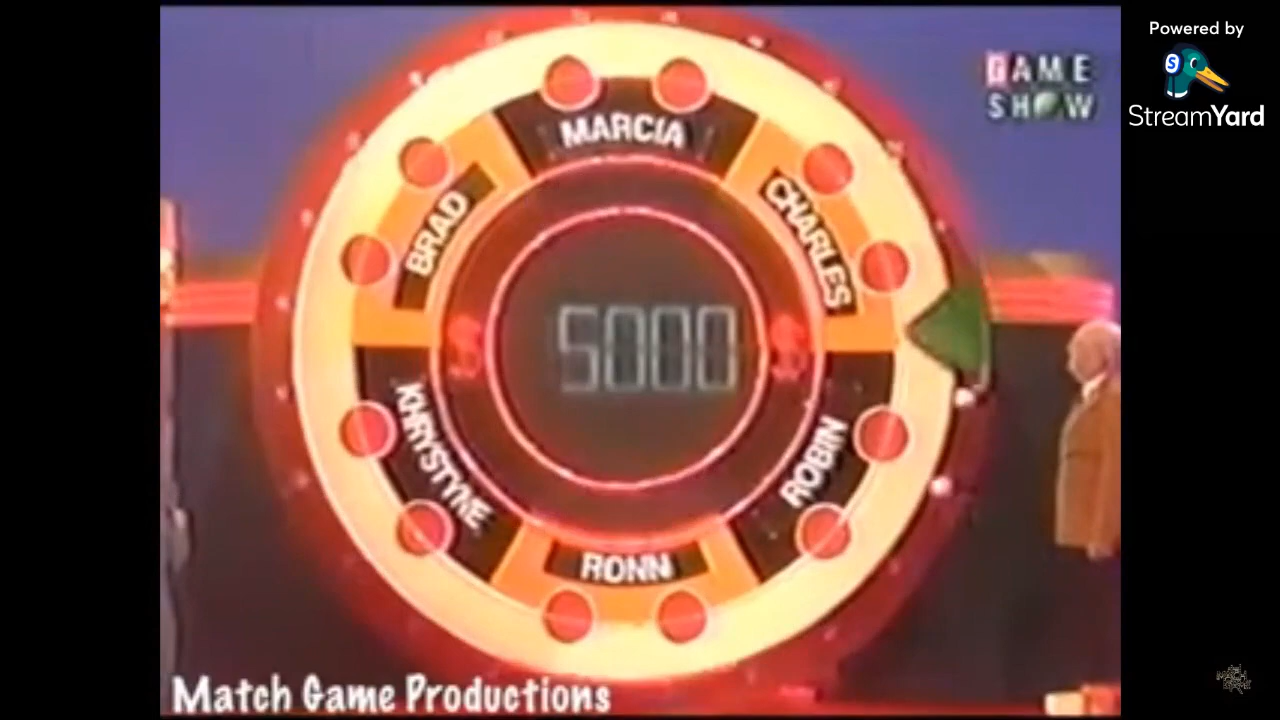 Powered by
StreamYard
GAME
SHOW
MARCIA
BRAD
CHARLES
5000
$ $
KHRYSTYNE
ROBIN
RONN
Match Game Productions